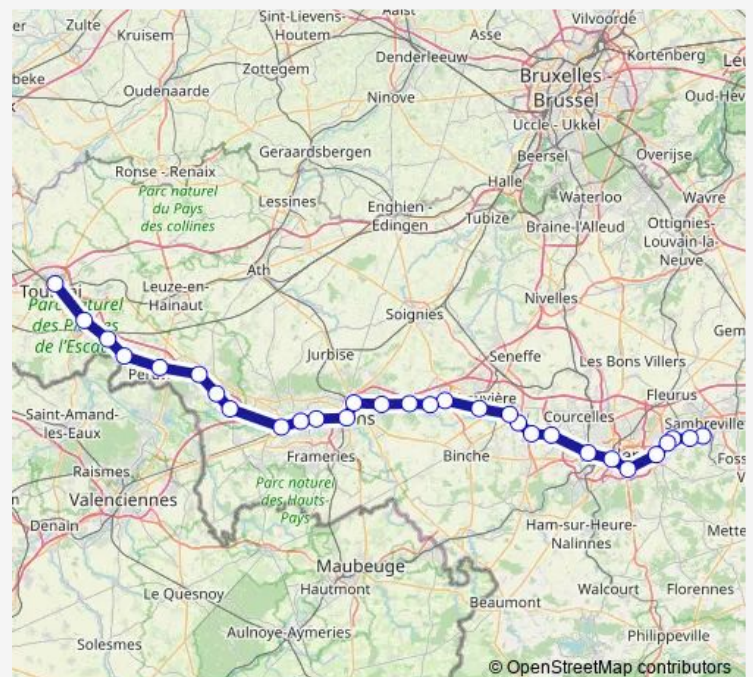 Zulte
Kruisem
Sint-Lievens-
Houtem
Asse
Vilvoorde
Denderleeuw
Kortenberg
Zottegem
Oudenaarde
Ninove
Bruxelles -
Brussel
Oud-Hev
Uccle - Ukkel
Geraardsbergen
Beersel
Overijse
Ronse - Renaix
Halle
Parc naturel
du Pays
des collines
Lessines
Enghien -
Edingen
Tubize
Waterloo
Wavre
Braine-l'Alleud
Ottignies-
Louvain-la-
Neuve
Ath
Leuze-en-
Hainaut
Nivelles
Soignies
Gem
Jurbise
Seneffe
Les Bons Villers
Fleurus
Courcelles
Sambreville
Saint-Amand-
les-Eaux
Frameries
Binche
Foss
Raismes
Parc naturel
des Hauts-
Pays
Valenciennes
Denain
Ham-sur-Heure-
Nalinnes
Mette
Maubeuge
Hautmont
Le Quesnoy
Beaumont
Walcourt
Florennes
Aulnoye-Aymeries
Solesmes
Philippeville
© OpenStreetMap contributors